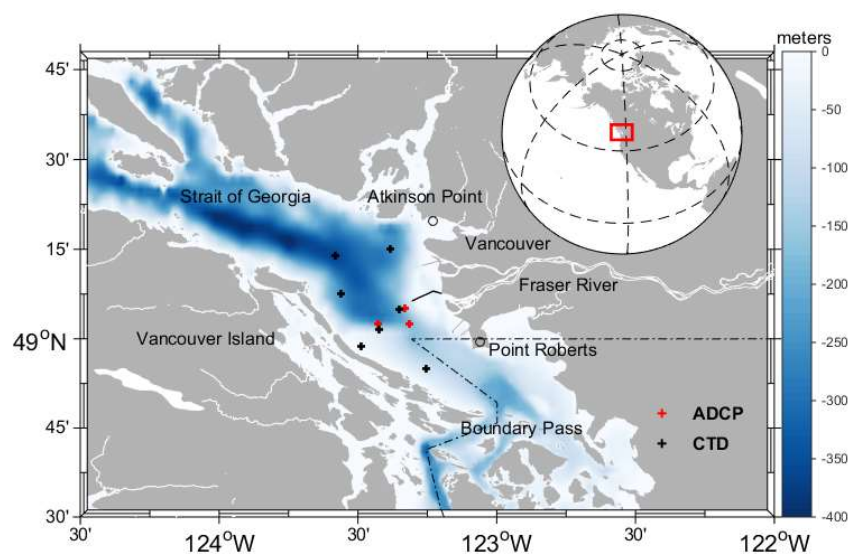 meters
45'
0
-50
30'
-100
Strait of Georgia
Atkinson Point
-150
15'
Vancouver
Fraser River
-200
49°N
Vancouver Island
Point Roberts
-250
-300
ADCP
45'
Boundary Pass
CTD
-350
30'
-400
30'
124°W
30'
123°W
30'
122°W